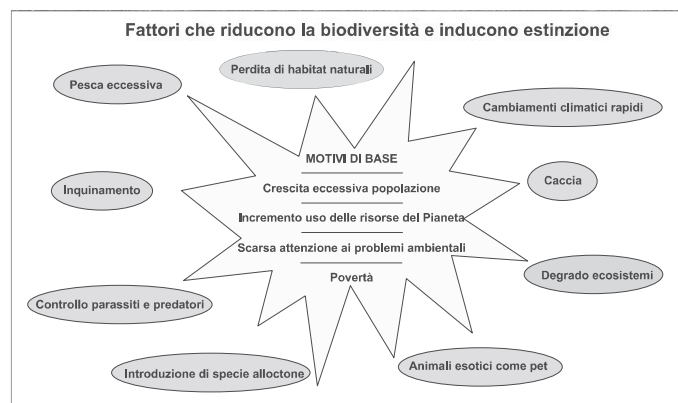 Fattori che riducono la biodiversità e inducono estinzione
Perdita di habitat naturali
Pesca eccessiva
Cambiamenti climatici rapidi
MOTIVI DI BASE
Crescita eccessiva popolazione
Inquinamento
Caccia
Incremento uso delle risorse del Pianeta
Scarsa attenzione ai problemi ambientali
Povertà
Degrado ecosistemi
Controllo parassiti e predatori
Introduzione di specie alloctone
Animali esotici come pet